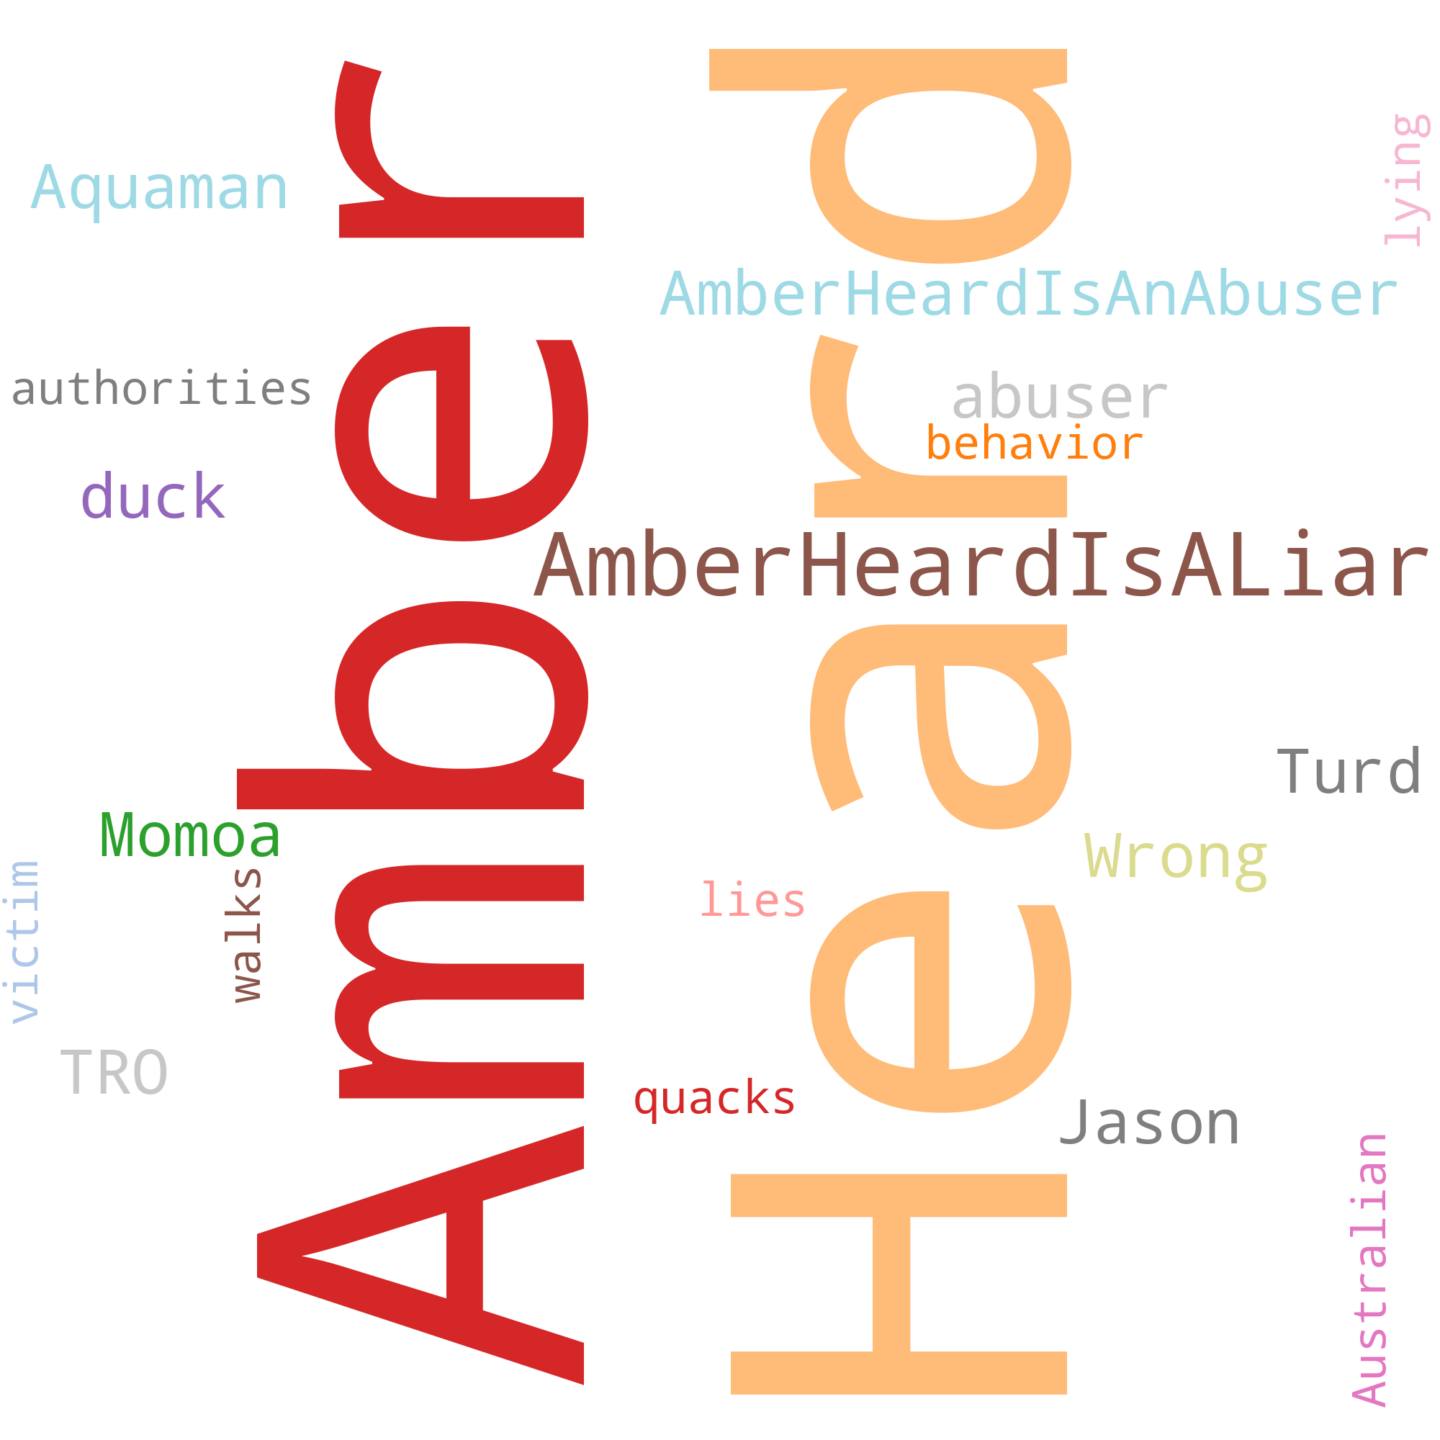 Amber
Heard
lying
Aquaman
AmberHeardIsAnAbuser
authorities
abuser
behavior
duck
AmberHeardIsALiar
Turd
Momoa
Wrong
victim
walks
lies
TRO
quacks
Jason
Australian